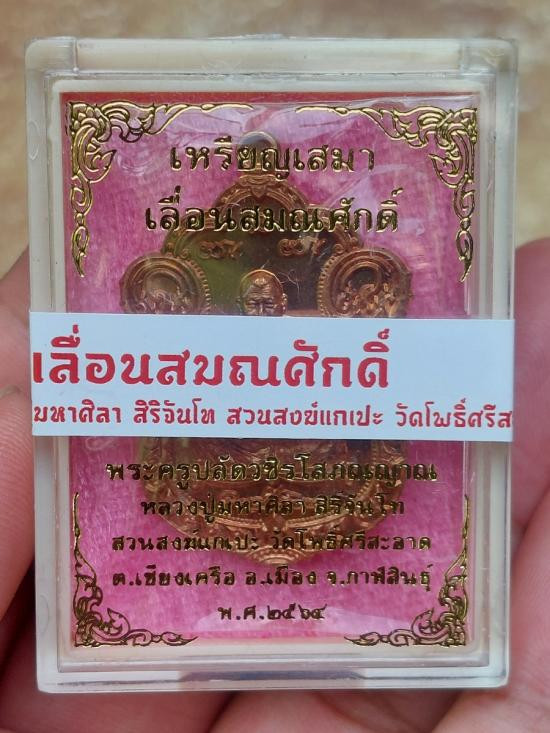 เหรียญเสมา
เลื่อนสมณศักดิ์
เลื่อนสมณศักดิ์
มหาศิลา สิริจันโท สวนสงฆ์แกเปะ วัดโพธิ์ศรีส
พระครูปลัดวชิรโสภณญาณ
หลวงปู่มหาศิลา สิริจันโท
สวนสงฆ์แกเปะ วัดโพธิ์ศรีสะอาด
ต.เชียงเครือ อ.เมือง จ.กาฬสินธุ์
พ.ศ.๒๕๖๔